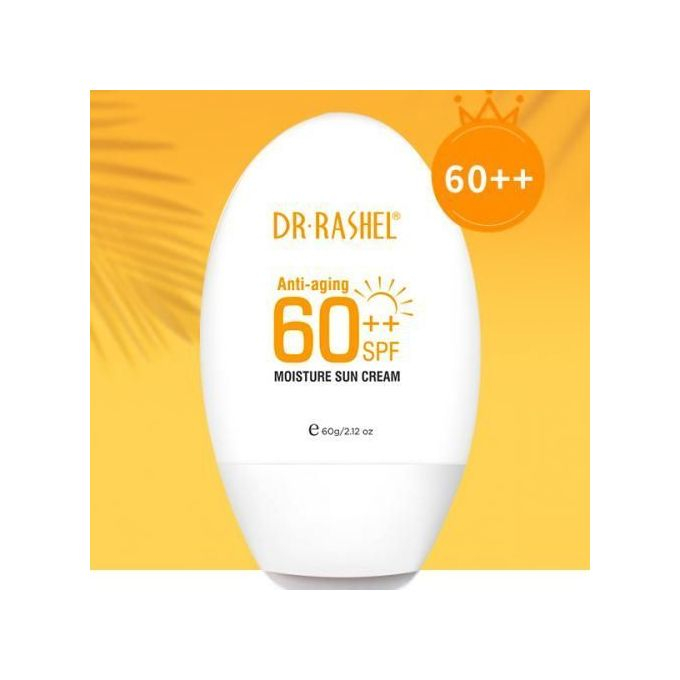 60++
DR·RASHEL®
Anti-aging
60++
SPF
MOISTURE SUN CREAM
e 60g/2.12 oz